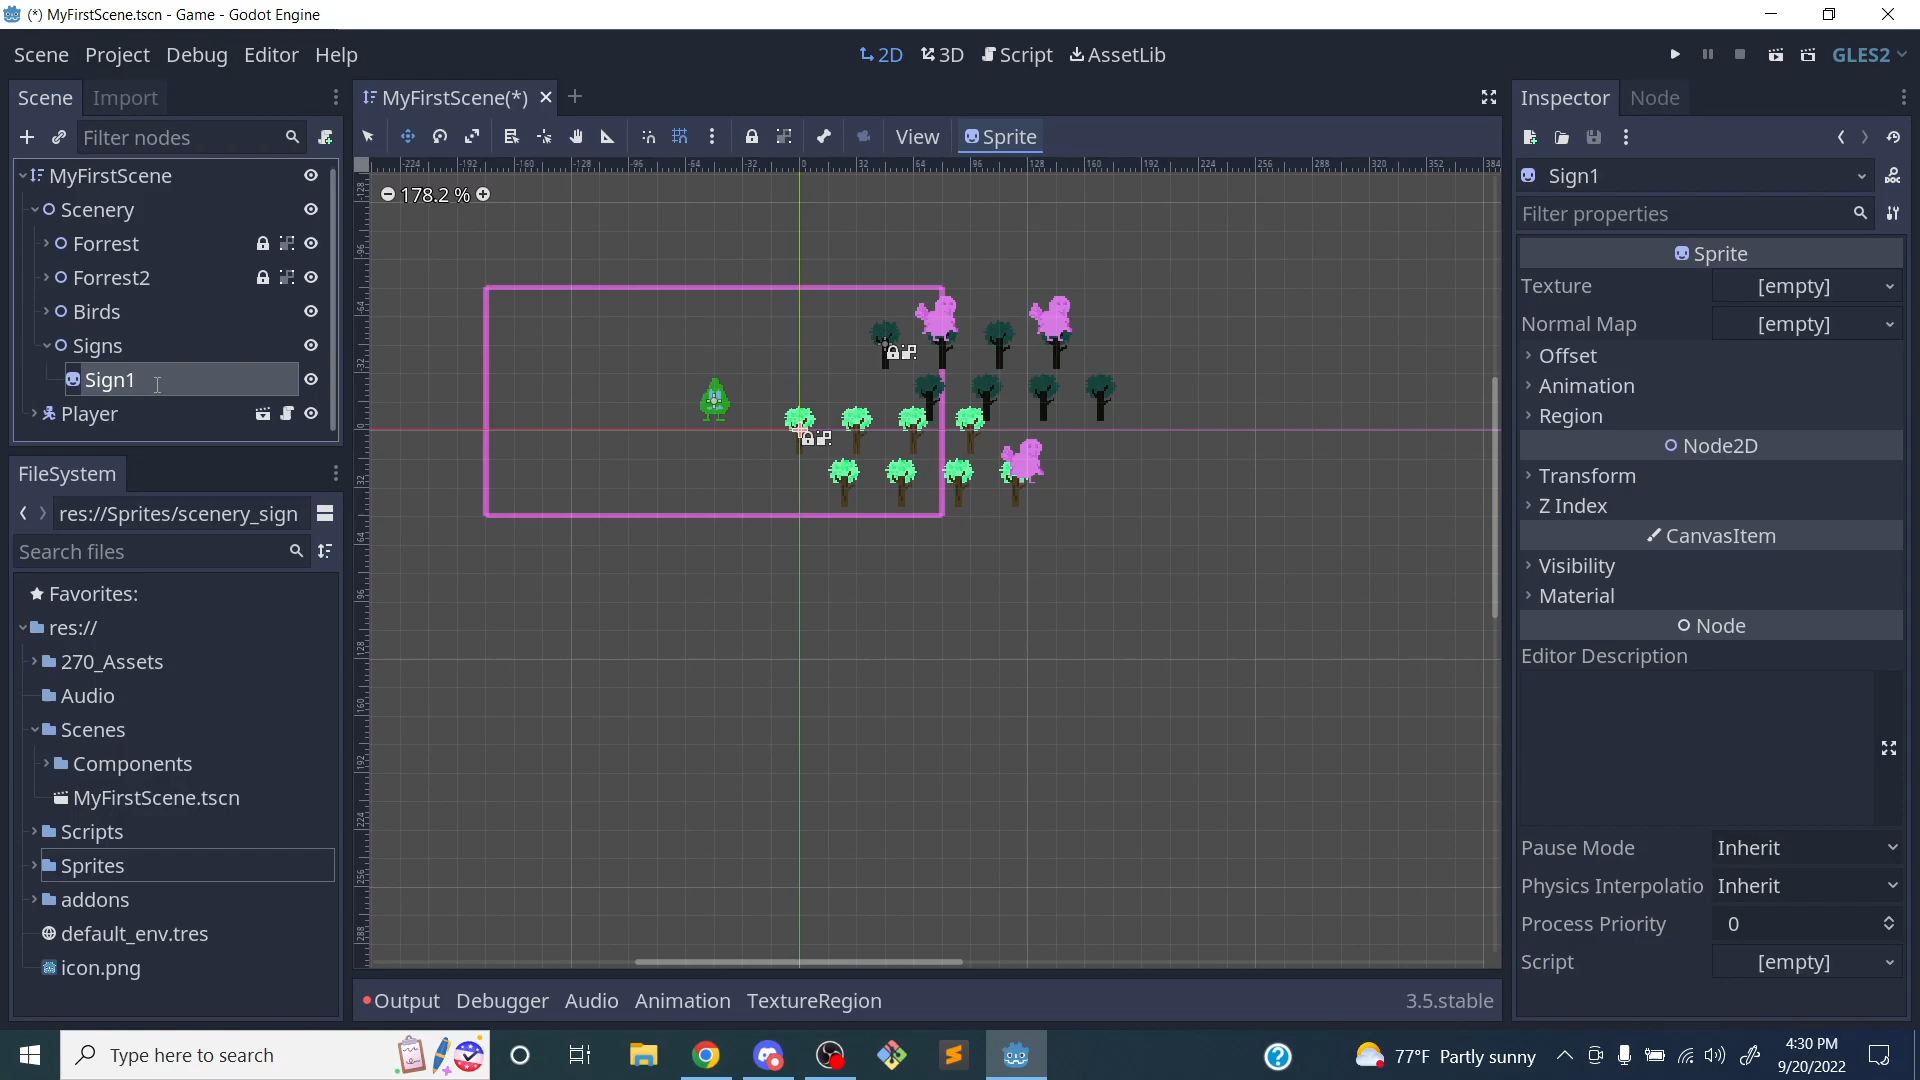 (*) MyFirstScene.tscn - Game - Godot Engine
Scene Project Debug Editor Help
2D 3D Script AssetLib
GLES2
Scene Import
MyFirstScene(*)
Inspector Node
Filter nodes
View Sprite
MyFirstScene
Scenery
Forrest
Forrest2
Birds
Signs
Sign1
Player
178.2 %
Sign1
Filter properties
Sprite
Texture [empty]
Normal Map [empty]
Offset
Animation
Region
Node2D
Transform
Z Index
CanvasItem
Visibility
Material
Node
Editor Description
Pause Mode Inherit
Physics Interpolatio Inherit
Process Priority 0
Script [empty]
FileSystem
res://Sprites/scenery_sign
Search files
Favorites:
res://
270_Assets
Audio
Scenes
Components
MyFirstScene.tscn
Scripts
Sprites
addons
default_env.tres
icon.png
Output Debugger Audio Animation TextureRegion 3.5.stable
Type here to search
77°F Partly sunny
4:30 PM
9/20/2022